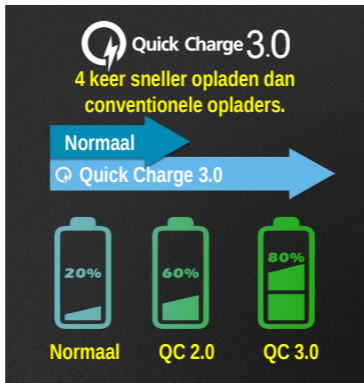 Quick Charge 3.0
4 keer sneller opladen dan
conventionele opladers.
Normaal
Quick Charge 3.0
20% 60% 80%
Normaal QC 2.0 QC 3.0